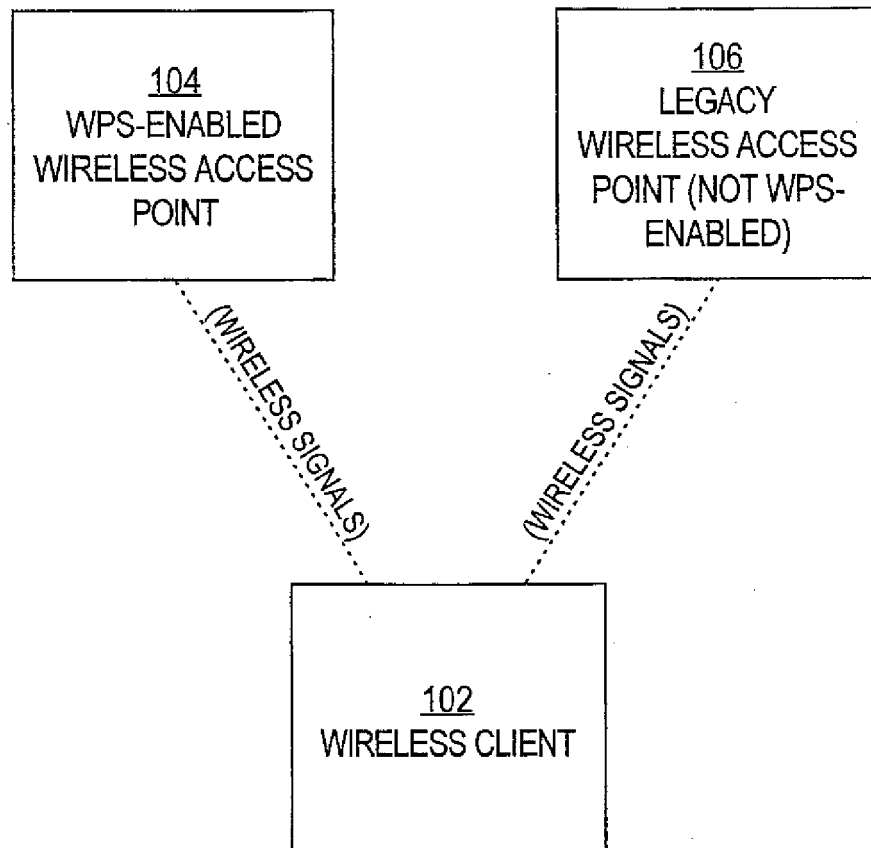 104
WPS-ENABLED
WIRELESS ACCESS
POINT
106
LEGACY
WIRELESS ACCESS
POINT (NOT WPS-
ENABLED)
(WIRELESS SIGNALS)
(WIRELESS SIGNALS)
102
WIRELESS CLIENT